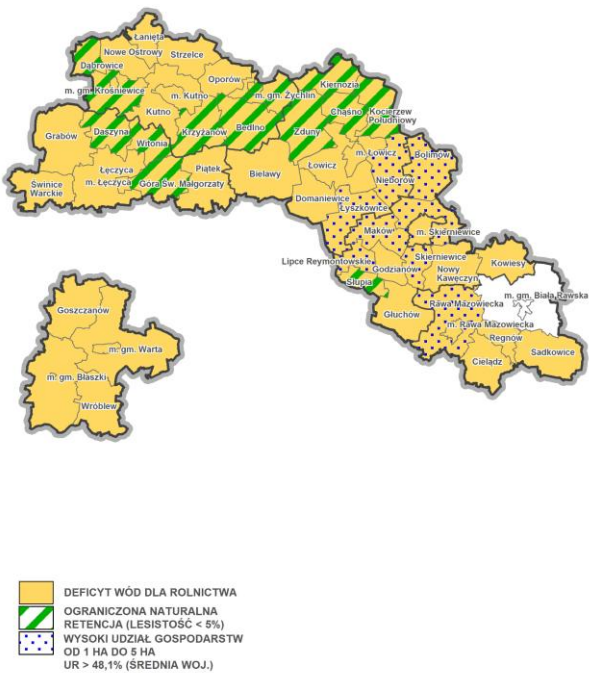 Łanięta
Nowe Ostrowy
Strzelce
Dąbrowice
Oporów
Kiernozia
m. gm. Krośniewice
m. Kutno
m. gm. Żychlin
Kutno
Chąśno
Kocierzew
Południowy
Grabów
Daszyna
Krzyżanów
Bedlno
Zduny
Witonia
m. Łowicz
Bolimów
Łęczyca
Piątek
Łowicz
Świnice
Warckie
m. Łęczyca
Góra Św. Małgorzaty
Bielawy
Nieborów
Domaniewice
Łyszkowice
Maków
m. Skierniewice
Lipce Reymontowskie
Skierniewice
Godzianów
Nowy
Kawęczyn
Kowiesy
Słupia
Rawa Mazowiecka
m. gm. Biała Rawska
Goszczanów
Głuchów
m. Rawa Mazowiecka
Regnów
m. gm. Warta
Sadkowice
Cielądz
m. gm. Błaszki
Wróblew
DEFICYT WÓD DLA ROLNICTWA
OGRANICZONA NATURALNA
RETENCJA (LESISTOŚĆ < 5%)
WYSOKI UDZIAŁ GOSPODARSTW
OD 1 HA DO 5 HA
UR > 48,1% (ŚREDNIA WOJ.)